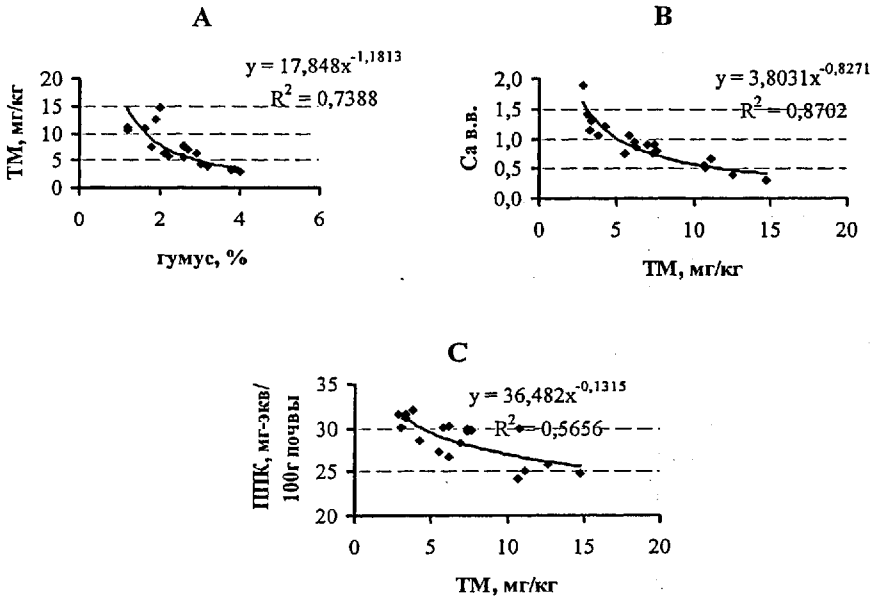 A
y = 17,848x^-1,1813
R² = 0,7388
ТМ, мг/кг
20
15
10
5
0
0 2 4 6
гумус, %
B
y = 3,8031x^-0,8271
R² = 0,8702
Са в.в.
2,0
1,5
1,0
0,5
0,0
0 5 10 15 20
ТМ, мг/кг
C
y = 36,482x^-0,1315
R² = 0,5656
ППК, мг-экв/
100г почвы
35
30
25
20
0 5 10 15 20
ТМ, мг/кг